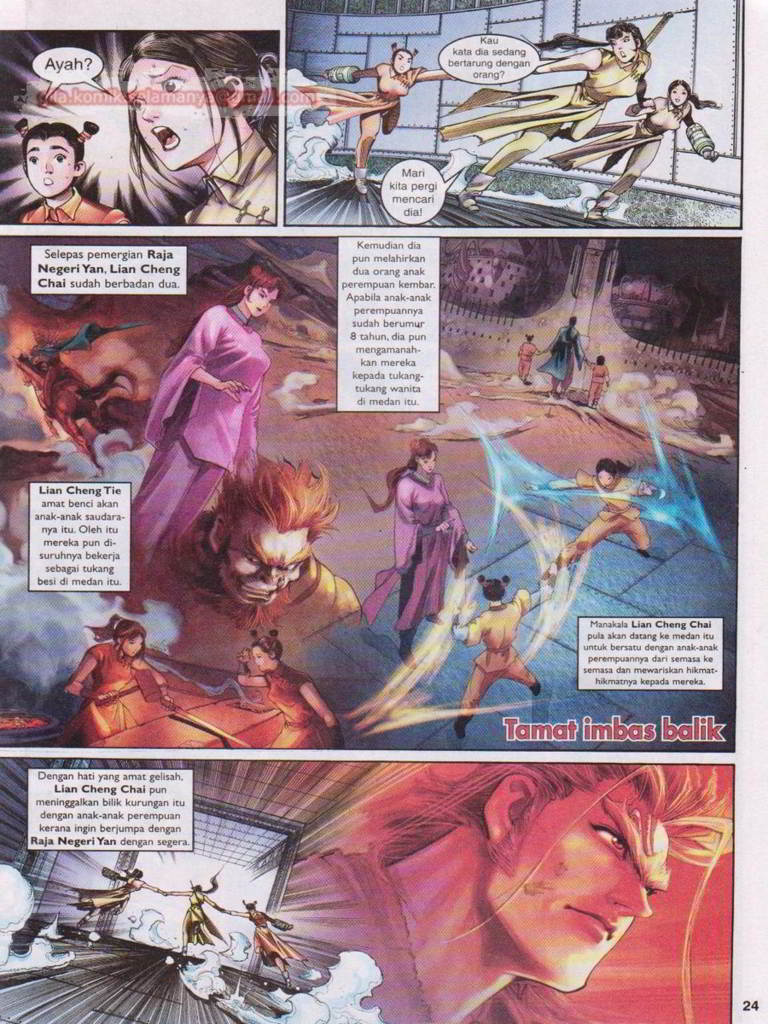 Ayah?
Kau
kata dia sedang
bertarung dengan
orang?
Mari
kita pergi
mencari
dia!
Selepas pemergian Raja
Negeri Yan, Lian Cheng
Chai sudah berbadan dua.
Kemudian dia
pun melahirkan
dua orang anak
perempuan kembar.
Apabila anak-anak
perempuannya
sudah berumur
8 tahun, dia pun
mengamanah-
kan mereka
kepada tukang-
tukang wanita
di medan itu.
Lian Cheng Tie
amat benci akan
anak-anak saudara-
nya itu. Oleh itu
mereka pun di-
suruhnya bekerja
sebagai tukang
besi di medan itu.
Manakala Lian Cheng Chai
pula akan datang ke medan itu
untuk bersatu dengan anak-anak
perempuannya dari semasa ke
semasa dan mewariskan hikmat-
hikmatnya kepada mereka.
Tamat imbas balik
Dengan hati yang amat gelisah,
Lian Cheng Chai pun
meninggalkan bilik kurungan itu
dengan anak-anak perempuan
kerana ingin berjumpa dengan
Raja Negeri Yan dengan segera.
24